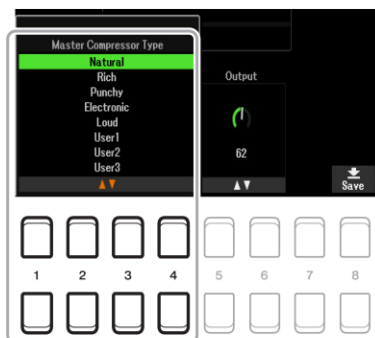 Master Compressor Type
Natural
Rich
Punchy
Electronic
Loud
User1
User2
User3
Output
62
Save
1 2 3 4 5 6 7 8